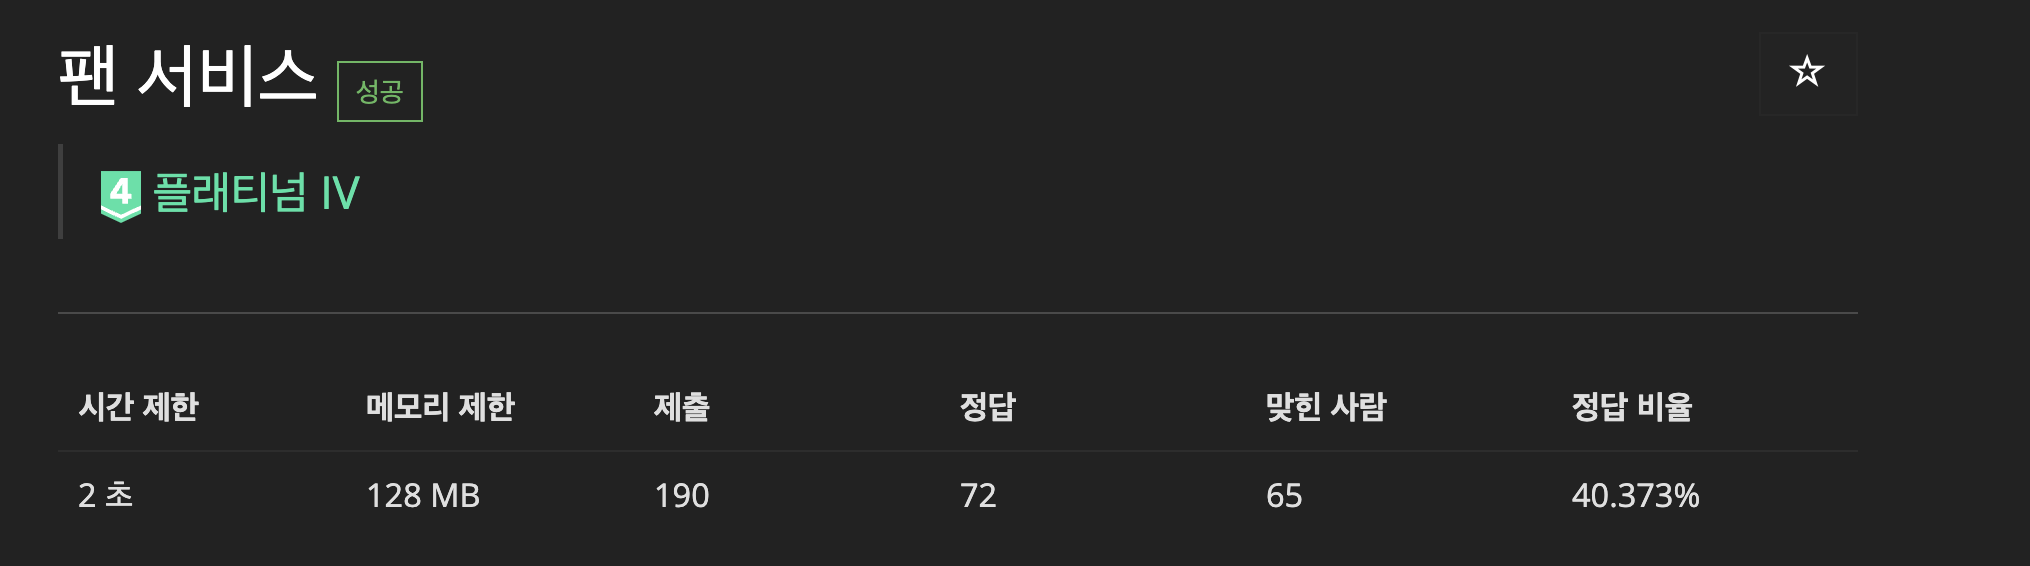 팬 서비스 성공
4 플래티넘 IV
시간 제한 메모리 제한 제출 정답 맞힌 사람 정답 비율
2 초 128 MB 190 72 65 40.373%